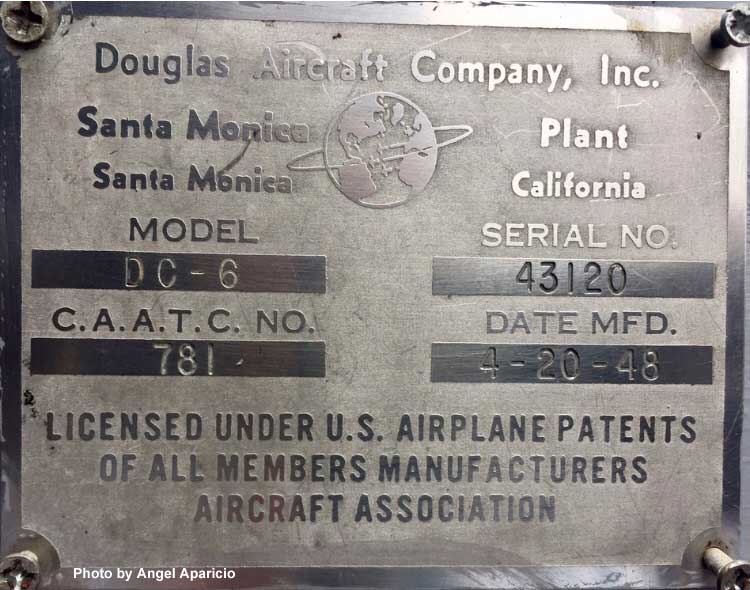 Douglas Aircraft Company, Inc.
Santa Monica Plant
Santa Monica California
MODEL SERIAL NO.
DC-6 43120
C.A.A.T.C. NO. DATE MFD.
781 4-20-48
LICENSED UNDER U.S. AIRPLANE PATENTS
OF ALL MEMBERS MANUFACTURERS
AIRCRAFT ASSOCIATION
Photo by Angel Aparicio